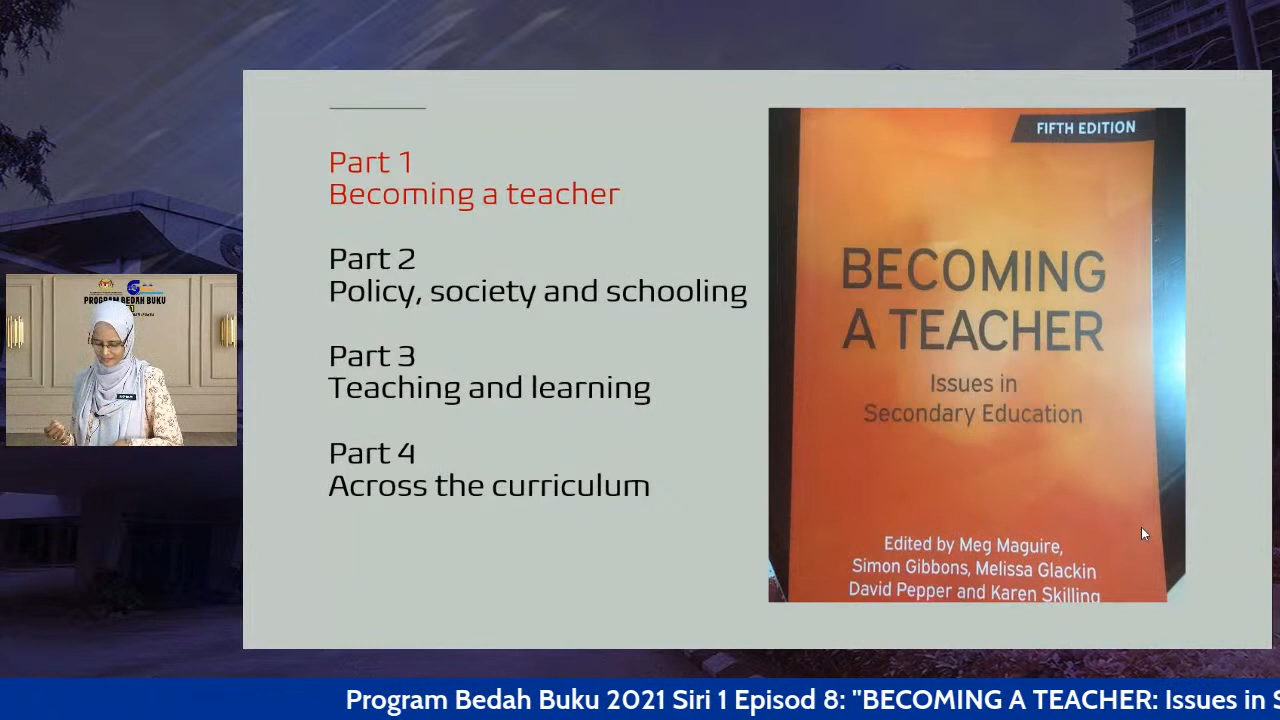 Part 1
Becoming a teacher
Part 2
Policy, society and schooling
Part 3
Teaching and learning
Part 4
Across the curriculum
FIFTH EDITION
BECOMING
A TEACHER
Issues in
Secondary Education
Edited by Meg Maguire,
Simon Gibbons, Melissa Glackin
David Pepper and Karen Skilling
PROGRAM BEDAH BUKU
Program Bedah Buku 2021 Siri 1 Episod 8: "BECOMING A TEACHER: Issues in S